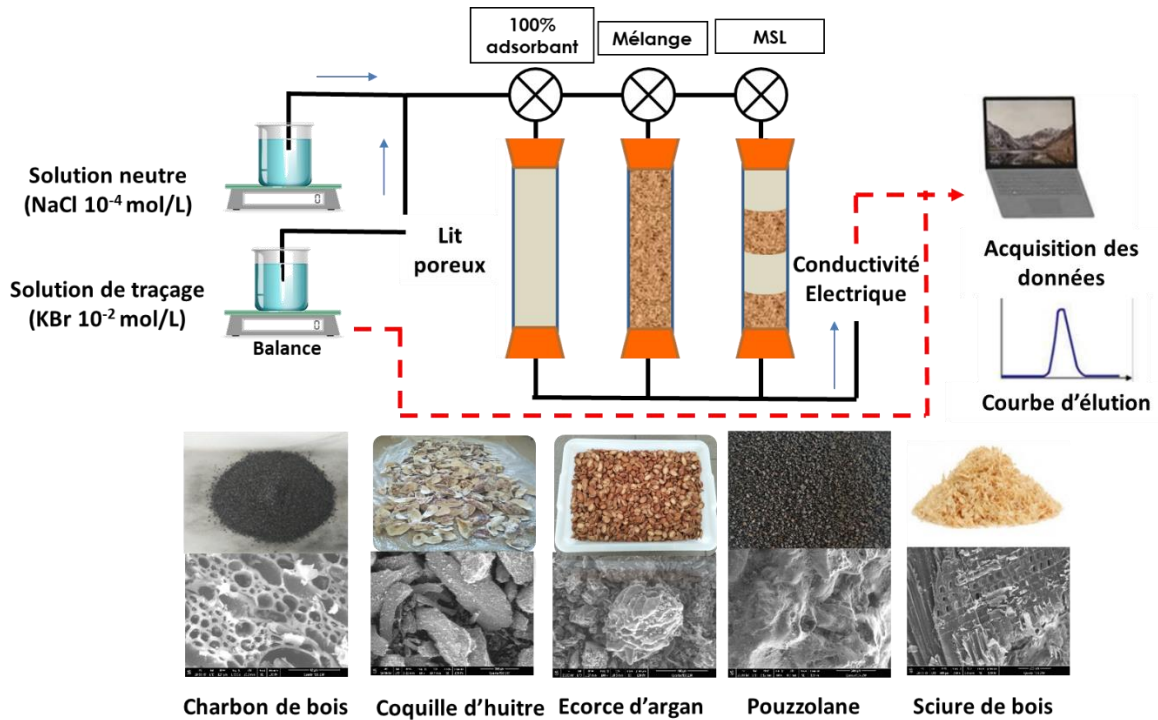 100%
adsorbant
Mélange
MSL
Solution neutre
(NaCl 10⁻⁴ mol/L)
0
Solution de traçage
(KBr 10⁻² mol/L)
0
Balance
Lit
poreux
Conductivité
Electrique
Acquisition des
données
Courbe d'élution
Charbon de bois
Coquille d'huitre
Ecorce d'argan
Pouzzolane
Sciure de bois